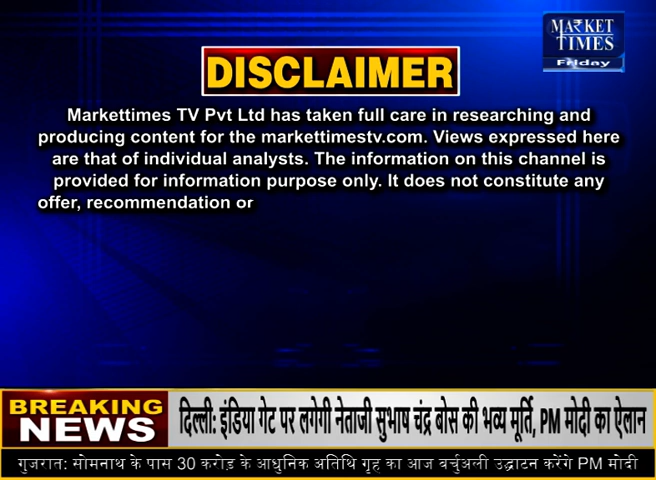 MARKET
TIMES
Friday
DISCLAIMER
Markettimes TV Pvt Ltd has taken full care in researching and
producing content for the markettimestv.com. Views expressed here
are that of individual analysts. The information on this channel is
provided for information purpose only. It does not constitute any
offer, recommendation or
BREAKING
NEWS
दिल्ली: इंडिया गेट पर लगेगी नेताजी सुभाष चंद्र बोस की भव्य मूर्ति, PM मोदी का ऐलान
गुजरात: सोमनाथ के पास 30 करोड़ के आधुनिक अतिथि गृह का आज वर्चुअली उद्घाटन करेंगे PM मोदी